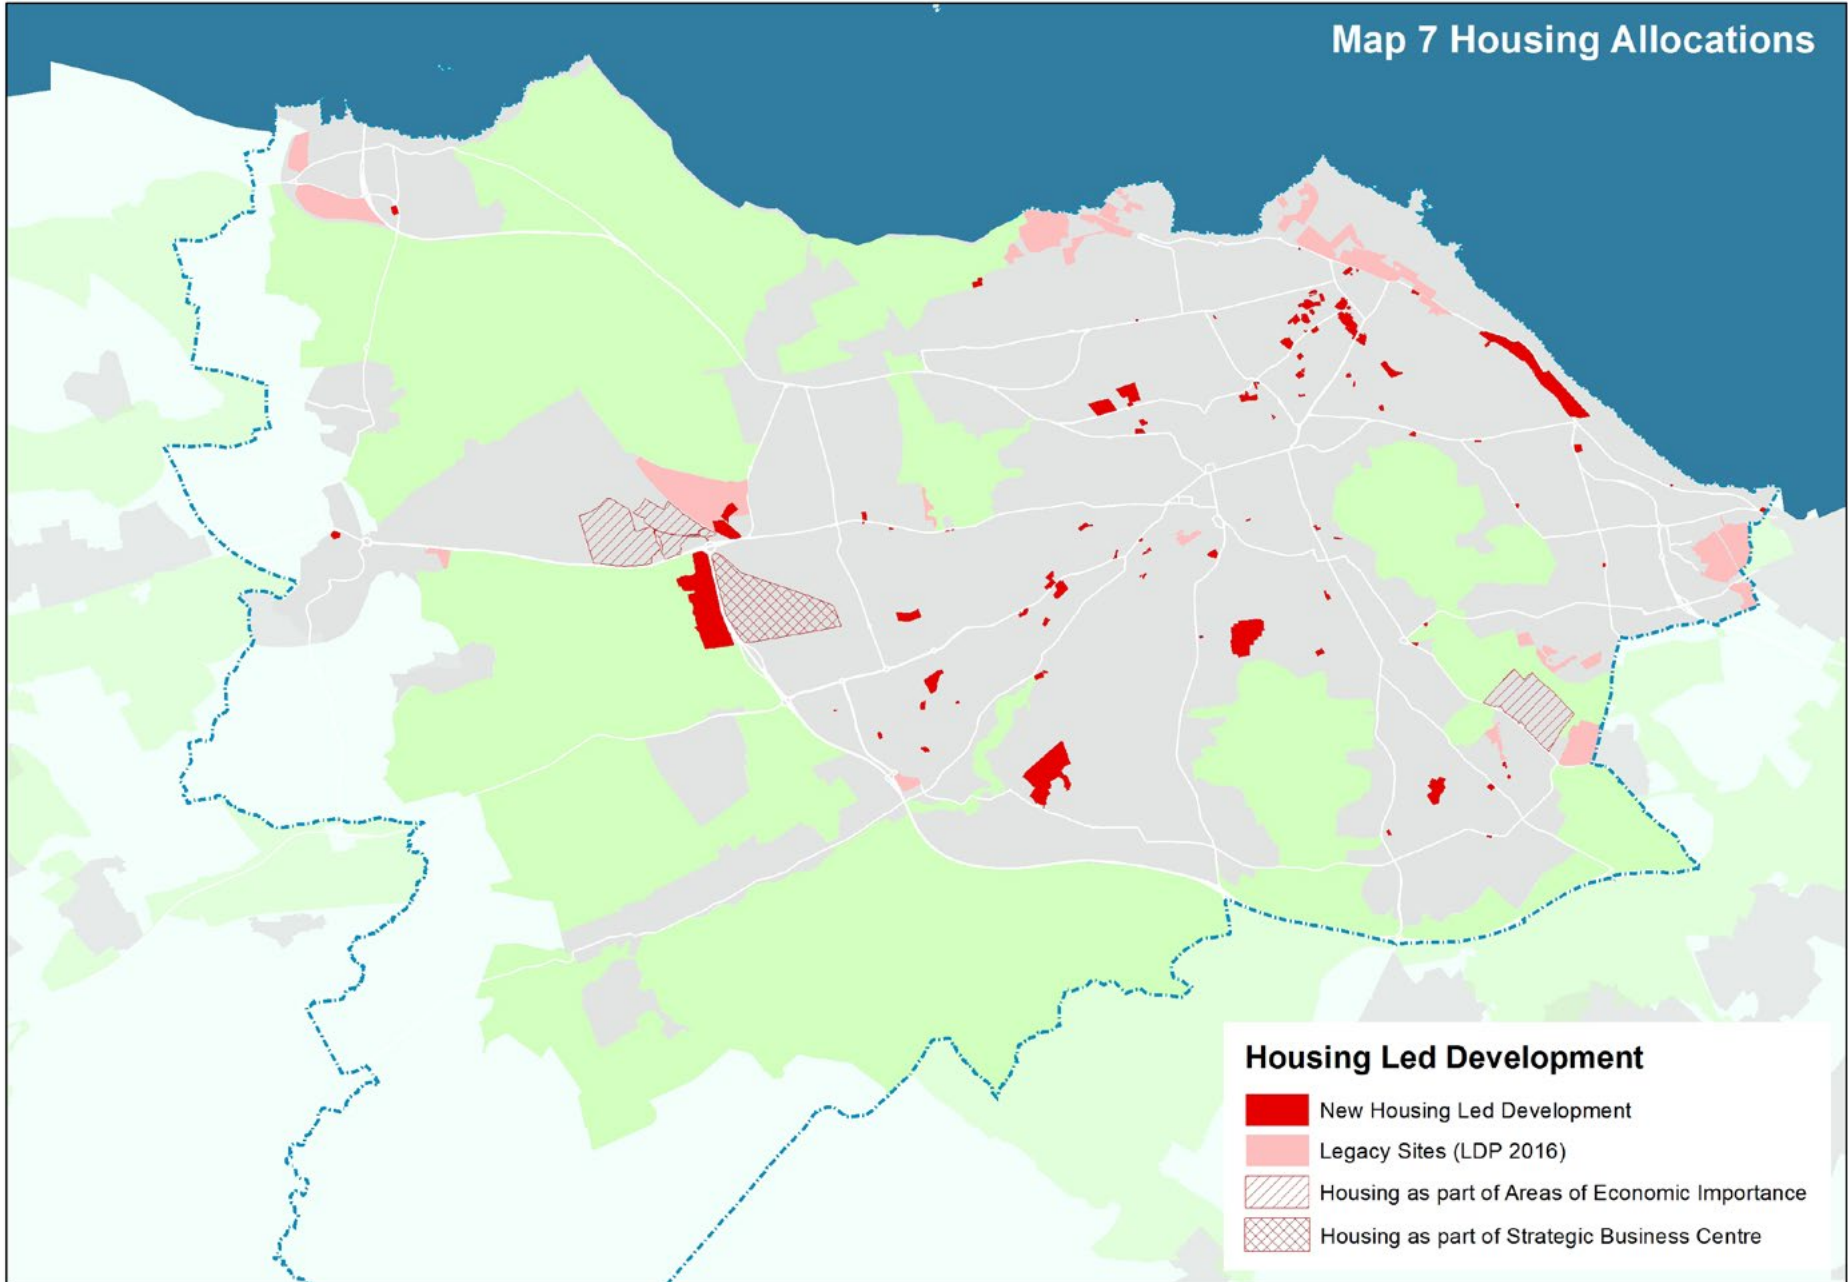 Map 7 Housing Allocations
Housing Led Development
New Housing Led Development
Legacy Sites (LDP 2016)
Housing as part of Areas of Economic Importance
Housing as part of Strategic Business Centre